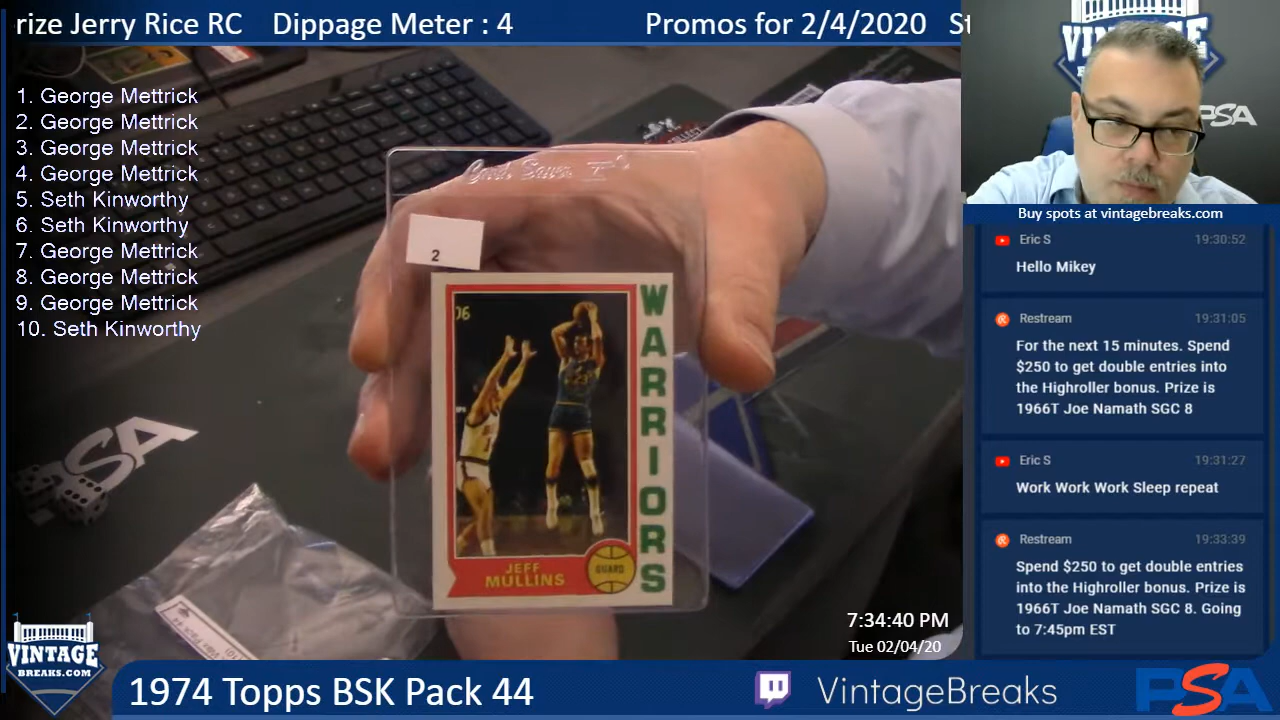 rize Jerry Rice RC Dippage Meter : 4 Promos for 2/4/2020 St
1. George Mettrick
2. George Mettrick
3. George Mettrick
4. George Mettrick
5. Seth Kinworthy
6. Seth Kinworthy
7. George Mettrick
8. George Mettrick
9. George Mettrick
10. Seth Kinworthy
Card Saver I
2
06
WARRIORS
23
1
JEFF
MULLINS
GUARD
PSA
7:34:40 PM
Tue 02/04/20
VINTAGE
BREAKS.COM
1974 Topps BSK Pack 44
VintageBreaks
PSA
VINTAGE
PSA
Buy spots at vintagebreaks.com
Eric S 19:30:52
Hello Mikey
Restream 19:31:05
For the next 15 minutes. Spend
$250 to get double entries into
the Highroller bonus. Prize is
1966T Joe Namath SGC 8
Eric S 19:31:27
Work Work Work Sleep repeat
Restream 19:33:39
Spend $250 to get double entries
into the Highroller bonus. Prize is
1966T Joe Namath SGC 8. Going
to 7:45pm EST